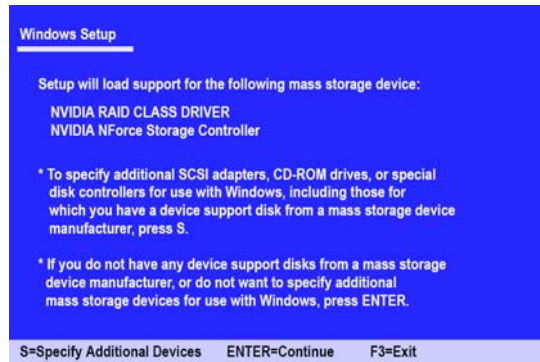 Windows Setup
Setup will load support for the following mass storage device:
NVIDIA RAID CLASS DRIVER
NVIDIA NForce Storage Controller
* To specify additional SCSI adapters, CD-ROM drives, or special
disk controllers for use with Windows, including those for
which you have a device support disk from a mass storage device
manufacturer, press S.
* If you do not have any device support disks from a mass storage
device manufacturer, or do not want to specify additional
mass storage devices for use with Windows, press ENTER.
S=Specify Additional Devices ENTER=Continue F3=Exit